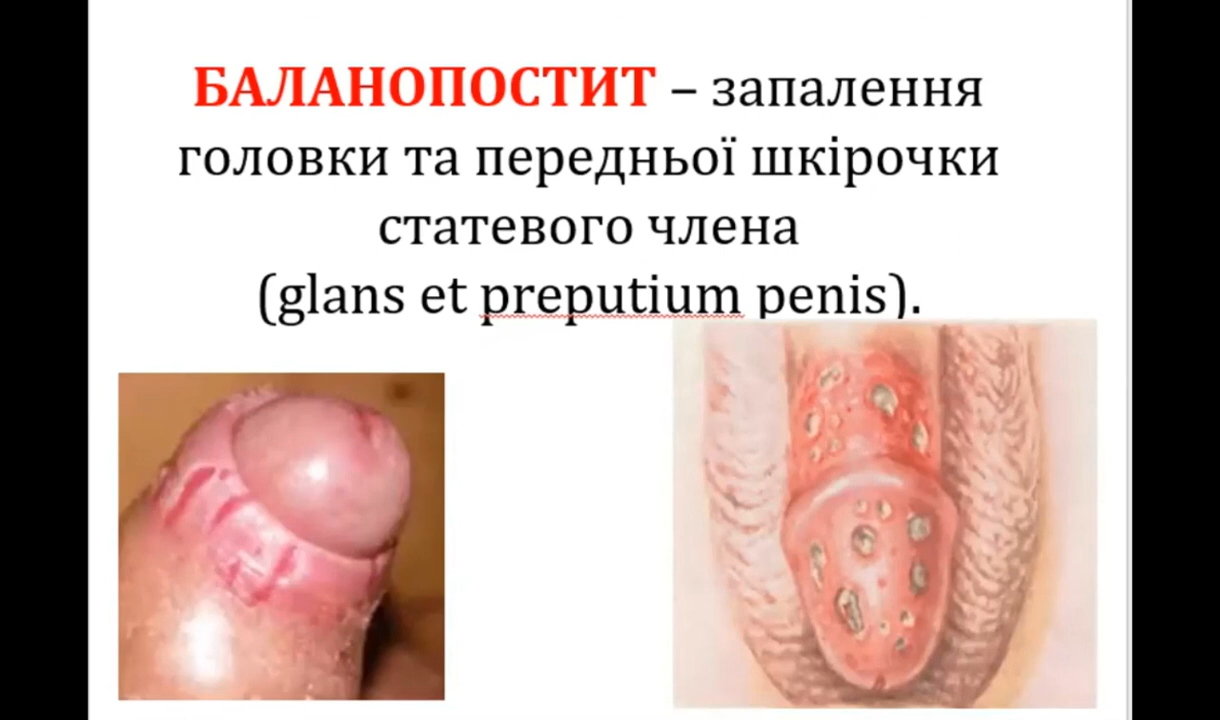 БАЛАНОПОСТИТ – запалення
головки та передньої шкірочки
статевого члена
(glans et preputium penis).